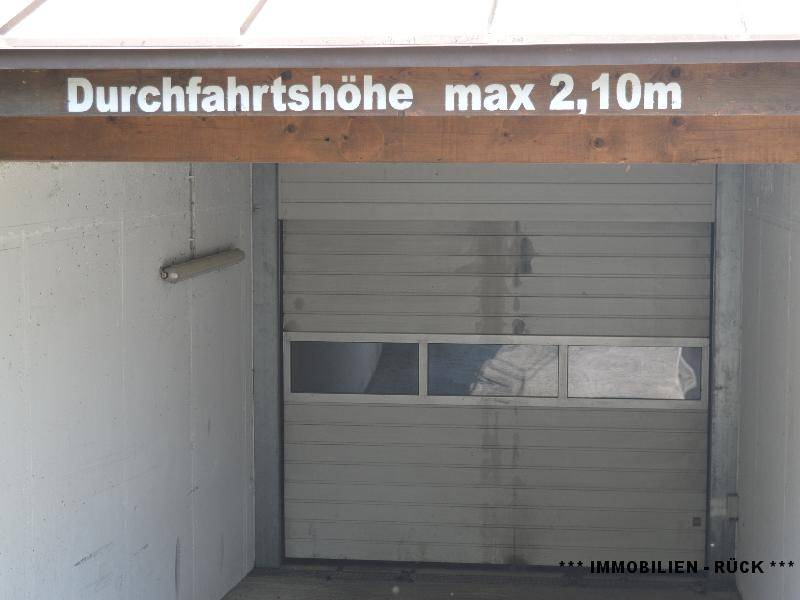 Durchfahrtshöhe max 2,10m
*** IMMOBILIEN - RÜCK ***